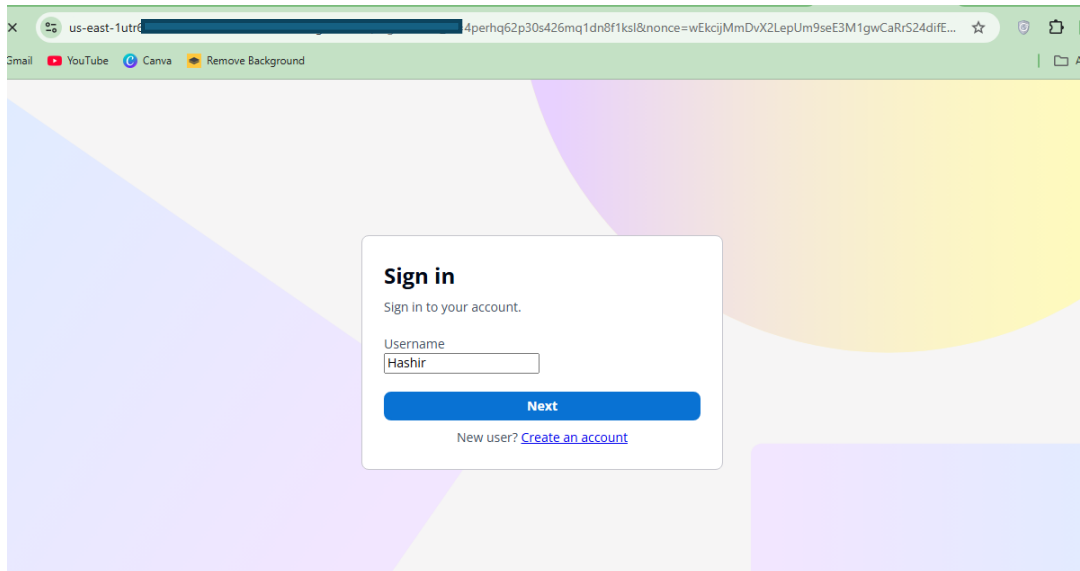 us-east-1utr6 4perhq62p30s426mq1dn8f1ksl&nonce=wEkcijMmDvX2LepUm9seE3M1gwCaRrS24difE...
Gmail YouTube Canva Remove Background
Sign in
Sign in to your account.
Username
Hashir
Next
New user? Create an account